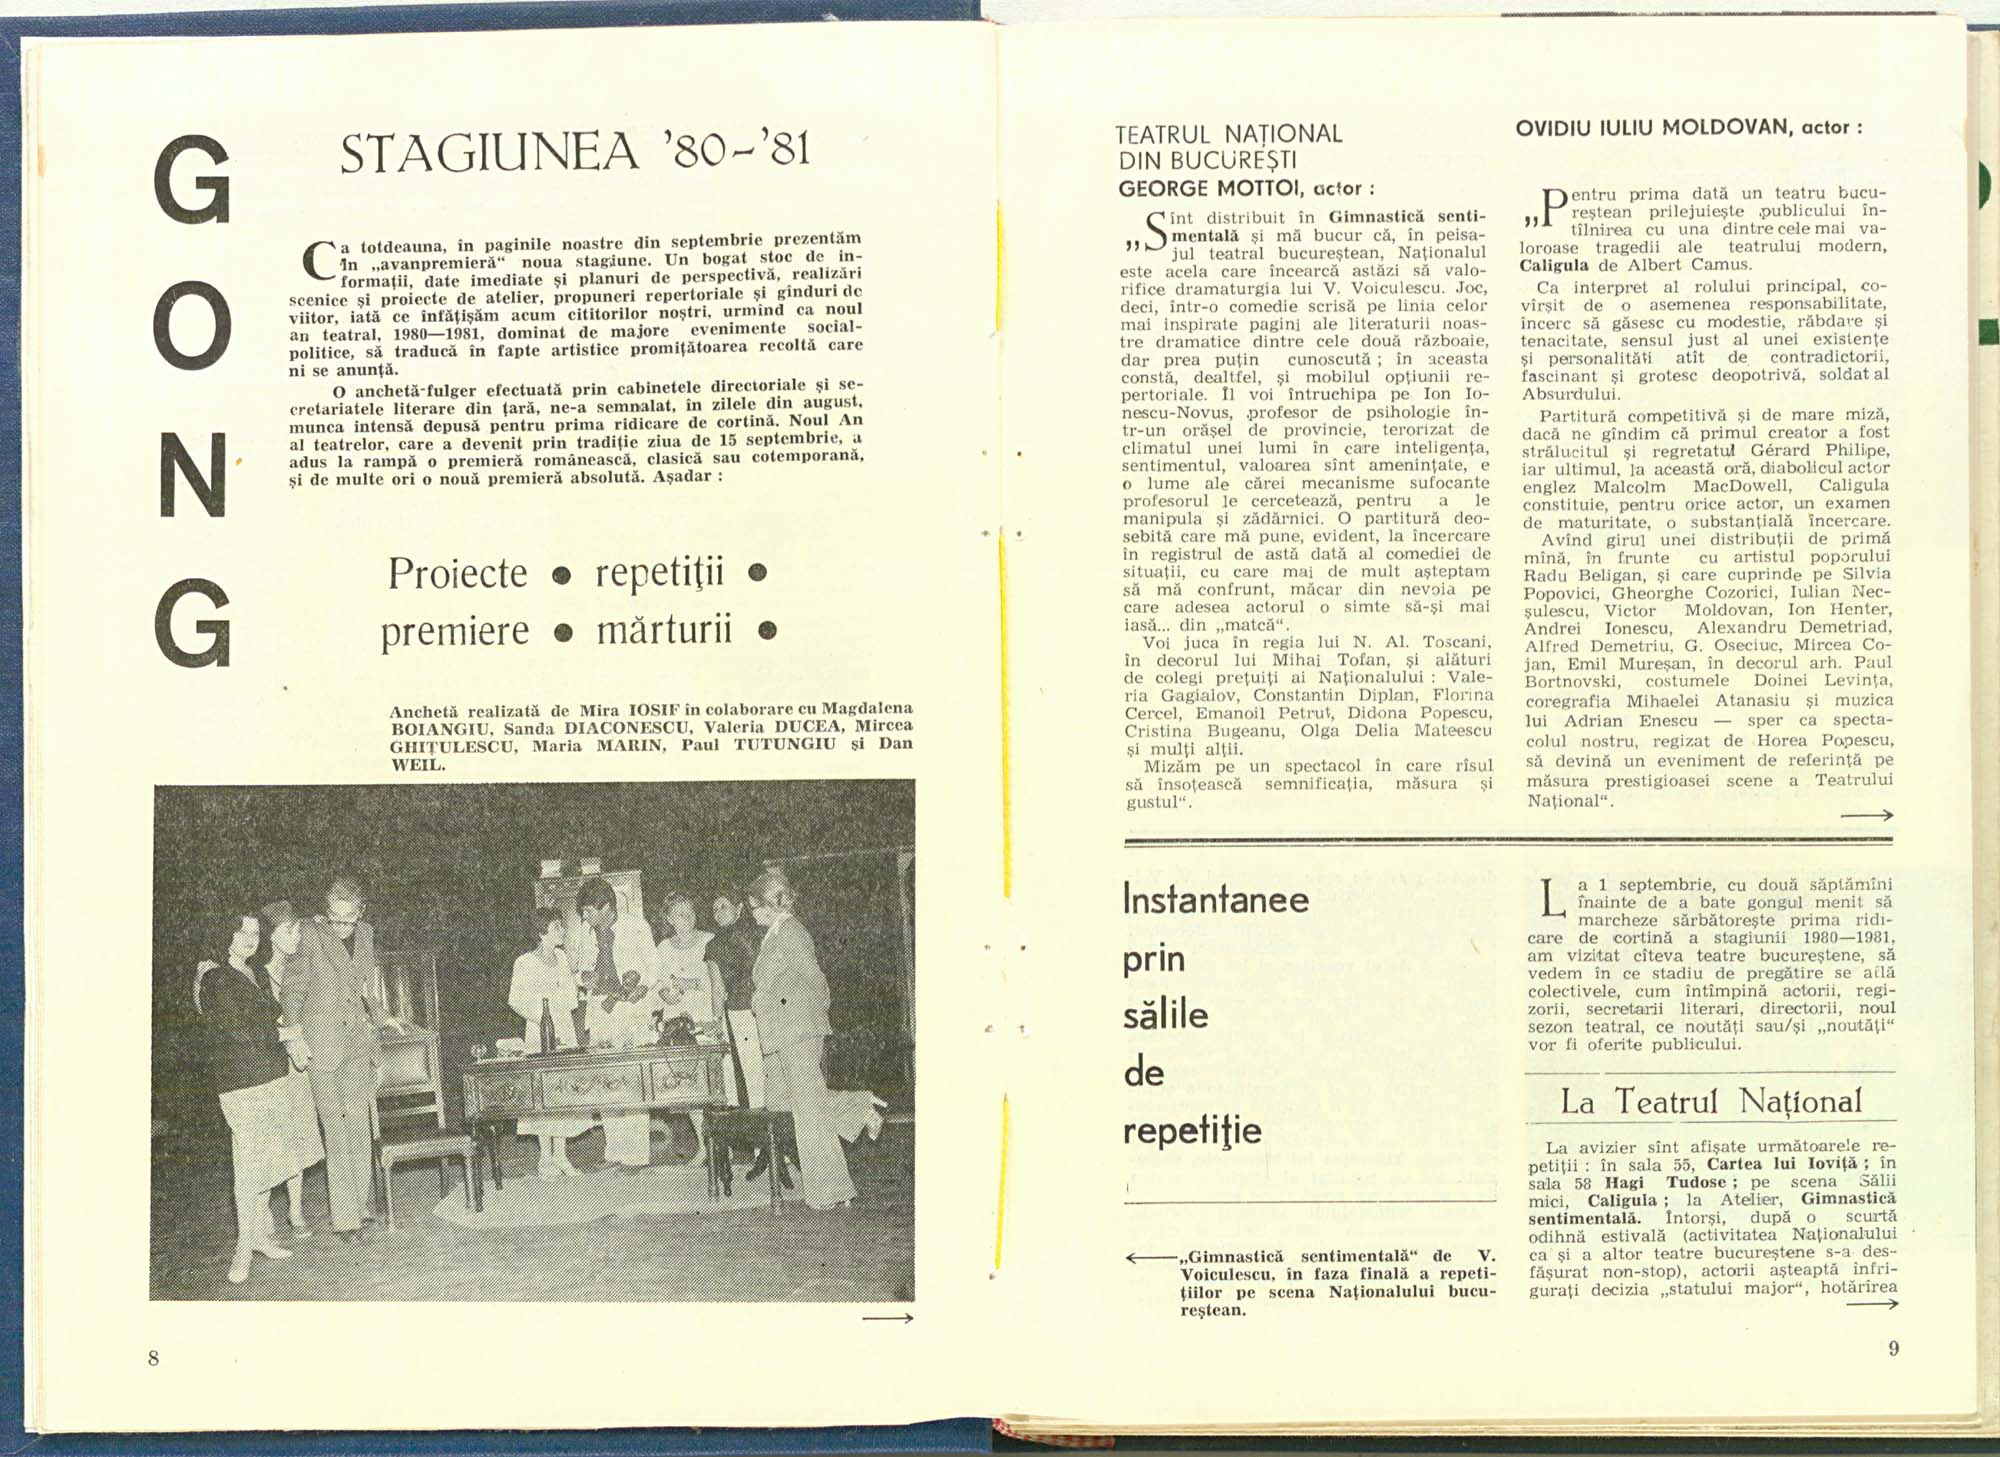 GONG
STAGIUNEA '80-'81
Ca totdeauna, în paginile noastre din septembrie prezentăm
în „avanpremieră“ noua stagiune. Un bogat stoc de in-
formații, date imediate și planuri de perspectivă, realizări
scenice și proiecte de atelier, propuneri repertoriale și gînduri de
viitor, iată ce înfățișăm acum cititorilor noștri, urmînd ca noul
an teatral, 1980—1981, dominat de majore evenimente social-
politice, să traducă în fapte artistice promițătoarea recoltă care
ni se anunță.
O anchetă-fulger efectuată prin cabinetele directoriale și se-
cretariatele literare din țară, ne-a semnalat, în zilele din august,
munca intensă depusă pentru prima ridicare de cortină. Noul An
al teatrelor, care a devenit prin tradiție ziua de 15 septembrie, a
adus la rampă o premieră românească, clasică sau cotemporană,
și de multe ori o nouă premieră absolută. Așadar :
Proiecte ● repetiții ●
premiere ● mărturii ●
Anchetă realizată de Mira IOSIF în colaborare cu Magdalena
BOIANGIU, Sanda DIACONESCU, Valeria DUCEA, Mircea
GHIȚULESCU, Maria MARIN, Paul TUTUNGIU și Dan
WEIL.
8
TEATRUL NAȚIONAL
DIN BUCUREȘTI
GEORGE MOTTOI, actor :
„Sînt distribuit în Gimnastică senti-
mentală și mă bucur că, în peisa-
jul teatral bucureștean, Naționalul
este acela care încearcă astăzi să valo-
rifice dramaturgia lui V. Voiculescu. Joc,
deci, într-o comedie scrisă pe linia celor
mai inspirate pagini ale literaturii noas-
tre dramatice dintre cele două războaie,
dar prea puțin cunoscută ; în aceasta
constă, dealtfel, și mobilul opțiunii re-
pertoriale. Îl voi întruchipa pe Ion Io-
nescu-Novus, profesor de psihologie în-
tr-un orășel de provincie, terorizat de
climatul unei lumi în care inteligența,
sentimentul, valoarea sînt amenințate, e
o lume ale cărei mecanisme sufocante
profesorul le cercetează, pentru a le
manipula și zădărnici. O partitură deo-
sebită care mă pune, evident, la încercare
în registrul de astă dată al comediei de
situații, cu care mai de mult așteptam
să mă confrunt, măcar din nevoia pe
care adesea actorul o simte să-și mai
iasă... din „matcă“.
Voi juca în regia lui N. Al. Toscani,
în decorul lui Mihai Tofan, și alături
de colegi prețuiți ai Naționalului : Vale-
ria Gagialov, Constantin Diplan, Florina
Cercel, Emanoil Petruț, Didona Popescu,
Cristina Bugeanu, Olga Delia Mateescu
și mulți alții.
Mizăm pe un spectacol în care rîsul
să însoțească semnificația, măsura și
gustul“.
OVIDIU IULIU MOLDOVAN, actor :
„Pentru prima dată un teatru bucu-
reștean prilejuiește publicului în-
tîlnirea cu una dintre cele mai va-
loroase tragedii ale teatrului modern,
Caligula de Albert Camus.
Ca interpret al rolului principal, co-
vîrșit de o asemenea responsabilitate,
încerc să găsesc cu modestie, răbdare și
tenacitate, sensul just al unei existențe
și personalități atît de contradictorii,
fascinant și grotesc deopotrivă, soldat al
Absurdului.
Partitură competitivă și de mare miză,
dacă ne gîndim că primul creator a fost
strălucitul și regretatul Gérard Philipe,
iar ultimul, la această oră, diabolicul actor
englez Malcolm MacDowell, Caligula
constituie, pentru orice actor, un examen
de maturitate, o substanțială încercare.
Avînd girul unei distribuții de primă
mînă, în frunte cu artistul poporului
Radu Beligan, și care cuprinde pe Silvia
Popovici, Gheorghe Cozorici, Iulian Nec-
șulescu, Victor Moldovan, Ion Henter,
Andrei Ionescu, Alexandru Demetriad,
Alfred Demetriu, G. Oseciuc, Mircea Co-
jan, Emil Mureșan, în decorul arh. Paul
Bortnovski, costumele Doinei Levința,
coregrafia Mihaelei Atanasiu și muzica
lui Adrian Enescu — sper ca specta-
colul nostru, regizat de Horea Popescu,
să devină un eveniment de referință pe
măsura prestigioasei scene a Teatrului
Național“.
Instantanee
prin
sălile
de
repetiție
„Gimnastică sentimentală“ de V.
Voiculescu, în faza finală a repeti-
țiilor pe scena Naționalului bucu-
reștean.
La 1 septembrie, cu două săptămîni
înainte de a bate gongul menit să
marcheze sărbătorește prima ridi-
care de cortină a stagiunii 1980—1981,
am vizitat cîteva teatre bucureștene, să
vedem în ce stadiu de pregătire se află
colectivele, cum întîmpină actorii, regi-
zorii, secretarii literari, directorii, noul
sezon teatral, ce noutăți sau/și „noutăți“
vor fi oferite publicului.
La Teatrul Național
La avizier sînt afișate următoarele re-
petiții : în sala 55, Cartea lui Ioviță ; în
sala 58 Hagi Tudose ; pe scena Sălii
mici, Caligula ; la Atelier, Gimnastică
sentimentală. Întorși, după o scurtă
odihnă estivală (activitatea Naționalului
ca și a altor teatre bucureștene s-a des-
fășurat non-stop), actorii așteaptă înfri-
gurați decizia „statului major“, hotărîrea
9